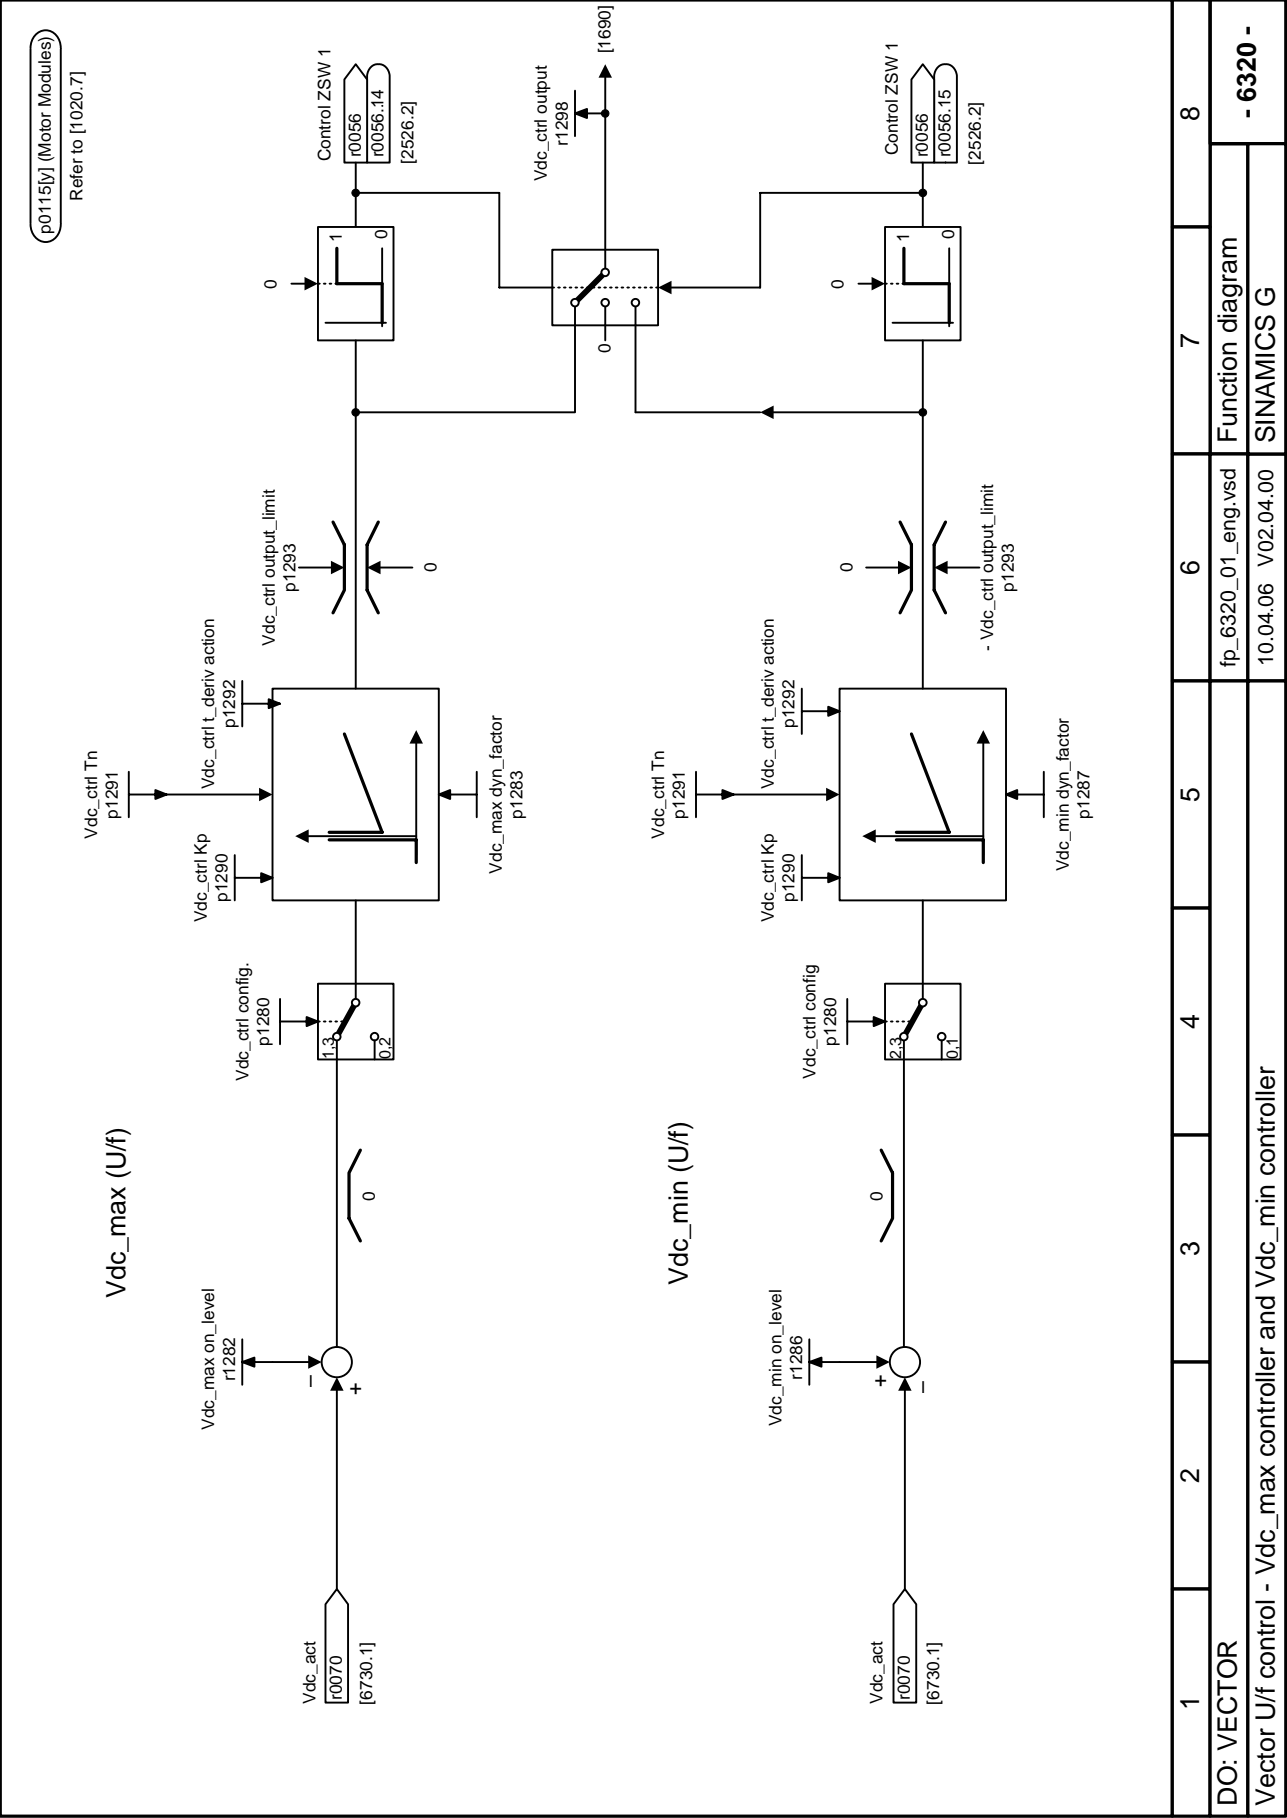 p0115[y] (Motor Modules)
Refer to [1020.7]
Vdc_max (U/f)
Vdc_act
r0070
[6730.1]
Vdc_max on_level
r1282
–
+
0
Vdc_ctrl config.
p1280
1,3
0,2
Vdc_ctrl Kp
p1290
Vdc_ctrl Tn
p1291
Vdc_ctrl t_deriv action
p1292
Vdc_max dyn_factor
p1283
Vdc_ctrl output_limit
p1293
0
0
1
0
Control ZSW 1
r0056
r0056.14
[2526.2]
0
Vdc_ctrl output
r1298
[1690]
Vdc_min (U/f)
Vdc_act
r0070
[6730.1]
Vdc_min on_level
r1286
+
–
0
Vdc_ctrl config
p1280
2,3
0,1
Vdc_ctrl Kp
p1290
Vdc_ctrl Tn
p1291
Vdc_ctrl t_deriv action
p1292
Vdc_min dyn_factor
p1287
0
- Vdc_ctrl output_limit
p1293
0
1
0
Control ZSW 1
r0056
r0056.15
[2526.2]
1 2 3 4 5 6 7 8
DO: VECTOR fp_6320_01_eng.vsd Function diagram - 6320 -
Vector U/f control - Vdc_max controller and Vdc_min controller 10.04.06 V02.04.00 SINAMICS G